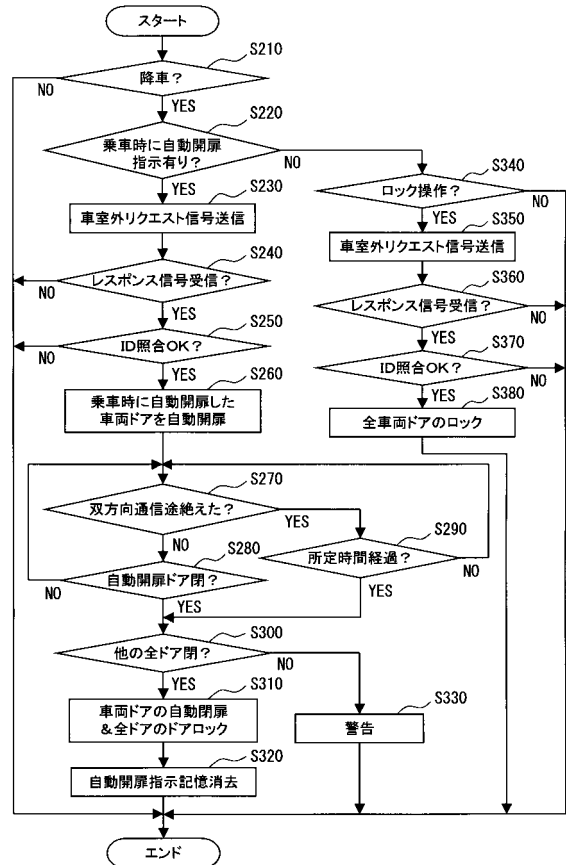 スタート
S210
降車？
NO
YES
S220
乗車時に自動開扉
指示有り？
NO
YES
S230
車室外リクエスト信号送信
S240
レスポンス信号受信？
NO
YES
S250
ID照合OK？
NO
YES
S260
乗車時に自動開扉した
車両ドアを自動開扉
S340
ロック操作？
NO
YES
S350
車室外リクエスト信号送信
S360
レスポンス信号受信？
NO
YES
S370
ID照合OK？
NO
YES
S380
全車両ドアのロック
S270
双方向通信途絶えた？
YES
NO
S290
所定時間経過？
NO
YES
S280
自動開扉ドア閉？
NO
YES
S300
他の全ドア閉？
NO
YES
S310
車両ドアの自動閉扉
＆全ドアのドアロック
S330
警告
S320
自動開扉指示記憶消去
エンド